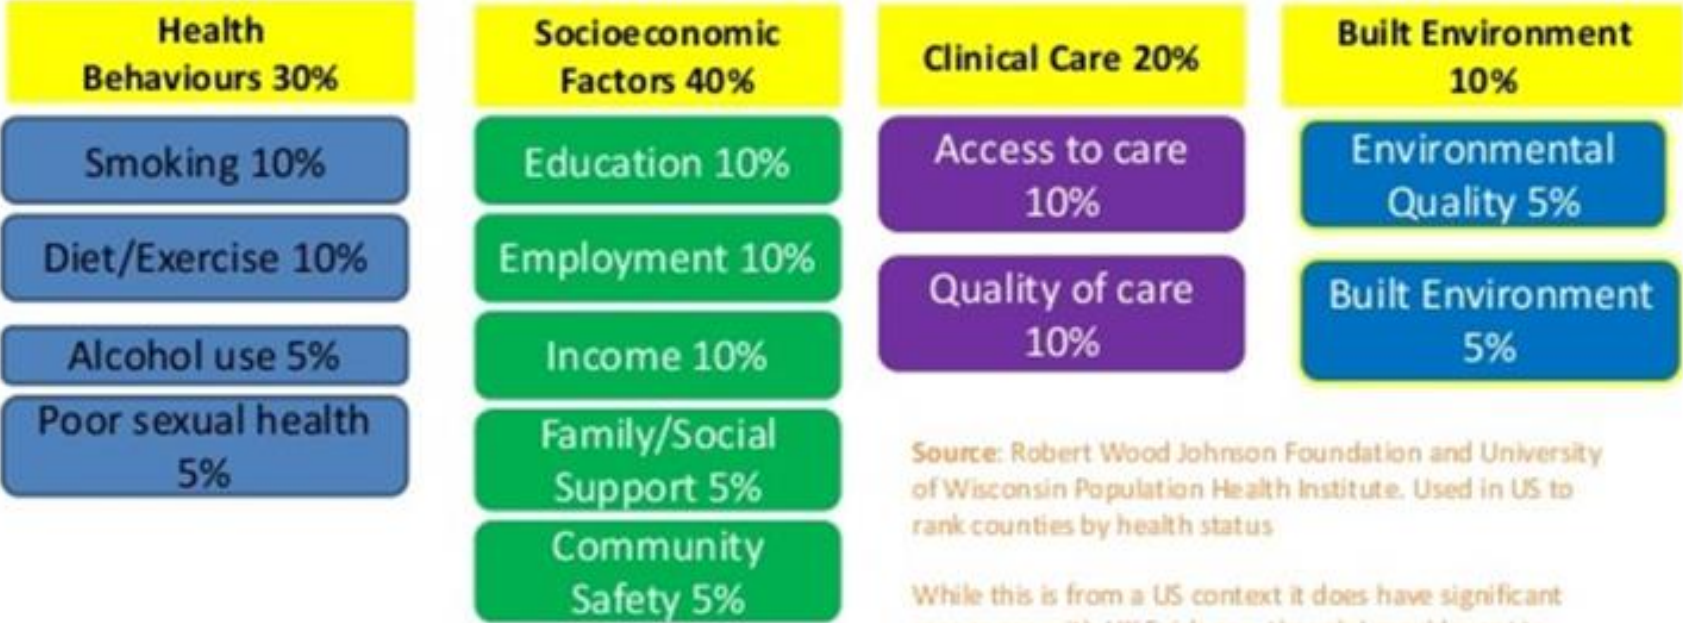 Health
Behaviours 30%
Smoking 10%
Diet/Exercise 10%
Alcohol use 5%
Poor sexual health
5%
Socioeconomic
Factors 40%
Education 10%
Employment 10%
Income 10%
Family/Social
Support 5%
Community
Safety 5%
Clinical Care 20%
Access to care
10%
Quality of care
10%
Built Environment
10%
Environmental
Quality 5%
Built Environment
5%
Source: Robert Wood Johnson Foundation and University
of Wisconsin Population Health Institute. Used in US to
rank counties by health status
While this is from a US context it does have significant